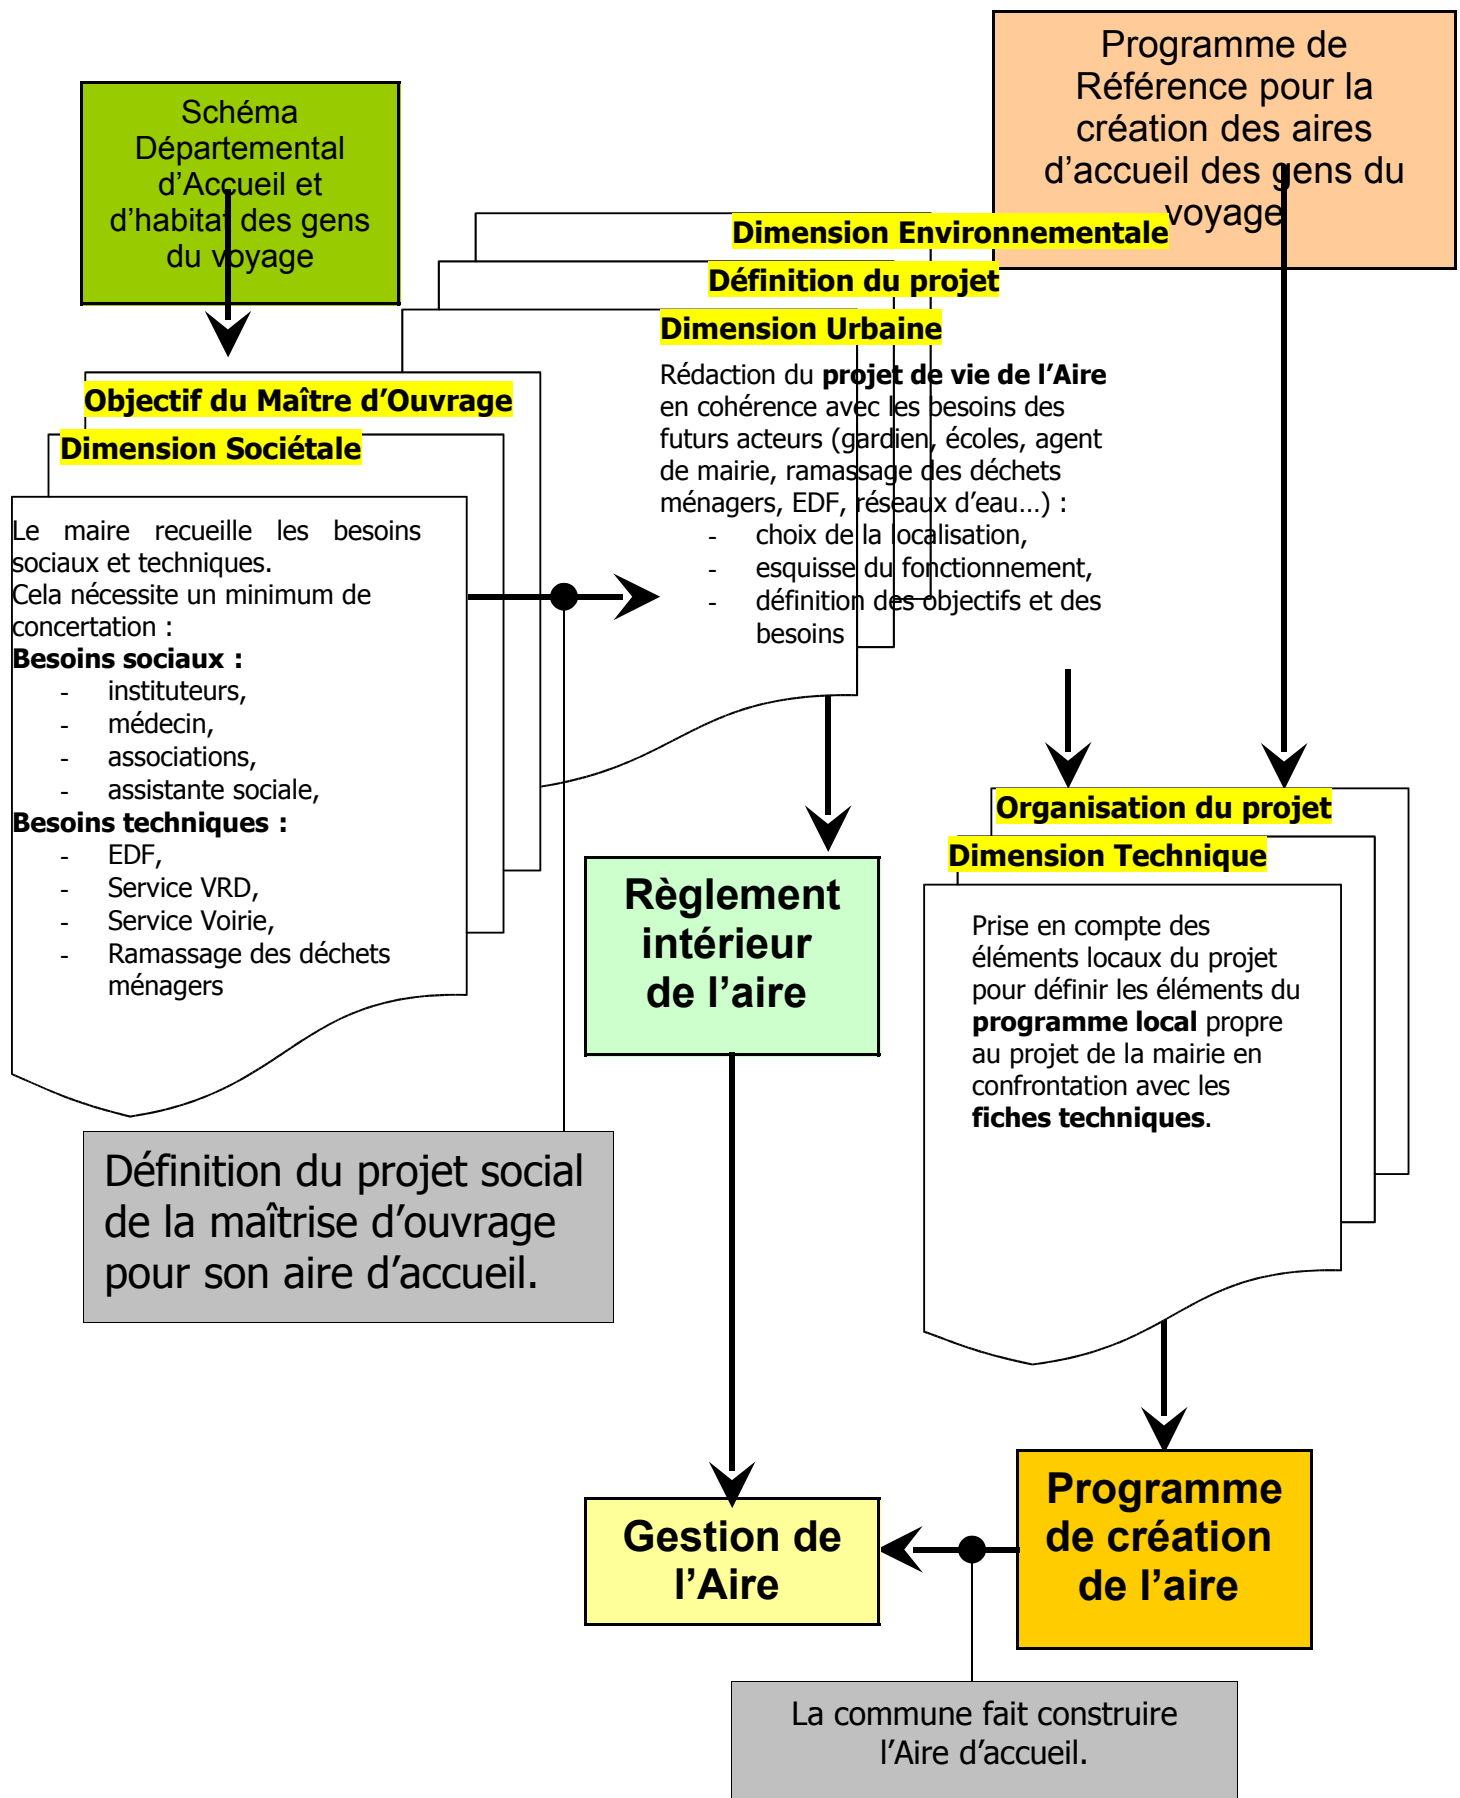 Schéma
Départemental
d’Accueil et
d’habitat des gens
du voyage
Programme de
Référence pour la
création des aires
d’accueil des gens du
voyage
Dimension Environnementale
Définition du projet
Dimension Urbaine
Rédaction du projet de vie de l’Aire
en cohérence avec les besoins des
futurs acteurs (gardien, écoles, agent
de mairie, ramassage des déchets
ménagers, EDF, réseaux d’eau…) :
- choix de la localisation,
- esquisse du fonctionnement,
- définition des objectifs et des
besoins
Objectif du Maître d’Ouvrage
Dimension Sociétale
Le maire recueille les besoins
sociaux et techniques.
Cela nécessite un minimum de
concertation :
Besoins sociaux :
- instituteurs,
- médecin,
- associations,
- assistante sociale,
Besoins techniques :
- EDF,
- Service VRD,
- Service Voirie,
- Ramassage des déchets
ménagers
Organisation du projet
Dimension Technique
Prise en compte des
éléments locaux du projet
pour définir les éléments du
programme local propre
au projet de la mairie en
confrontation avec les
fiches techniques.
Règlement
intérieur
de l’aire
Définition du projet social
de la maîtrise d’ouvrage
pour son aire d’accueil.
Gestion de
l’Aire
Programme
de création
de l’aire
La commune fait construire
l’Aire d’accueil.